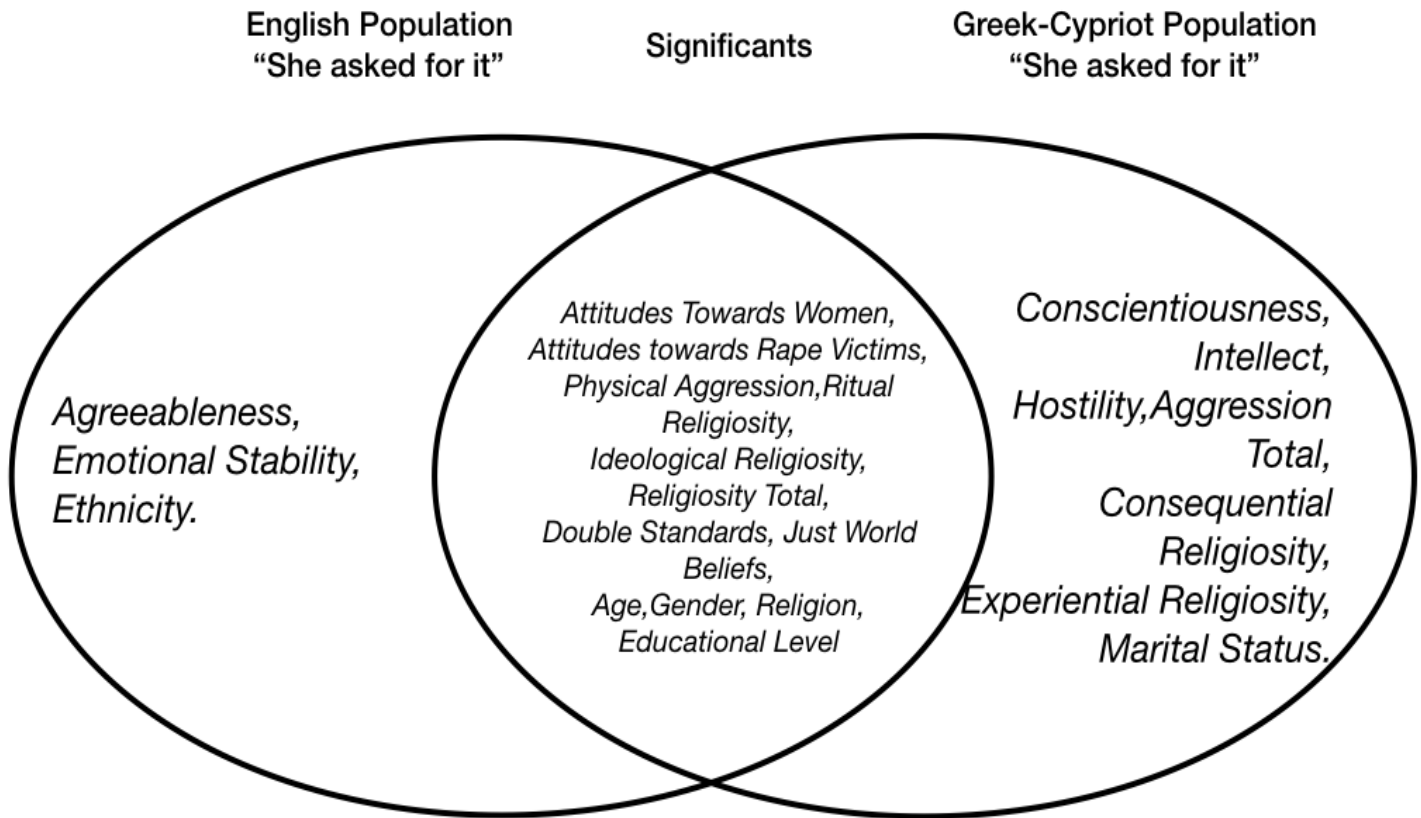 English Population
“She asked for it”
Significants
Greek-Cypriot Population
“She asked for it”
Agreeableness,
Emotional Stability,
Ethnicity.
Attitudes Towards Women,
Attitudes towards Rape Victims,
Physical Aggression,Ritual
Religiosity,
Ideological Religiosity,
Religiosity Total,
Double Standards, Just World
Beliefs,
Age,Gender, Religion,
Educational Level
Conscientiousness,
Intellect,
Hostility,Aggression
Total,
Consequential
Religiosity,
Experiential Religiosity,
Marital Status.